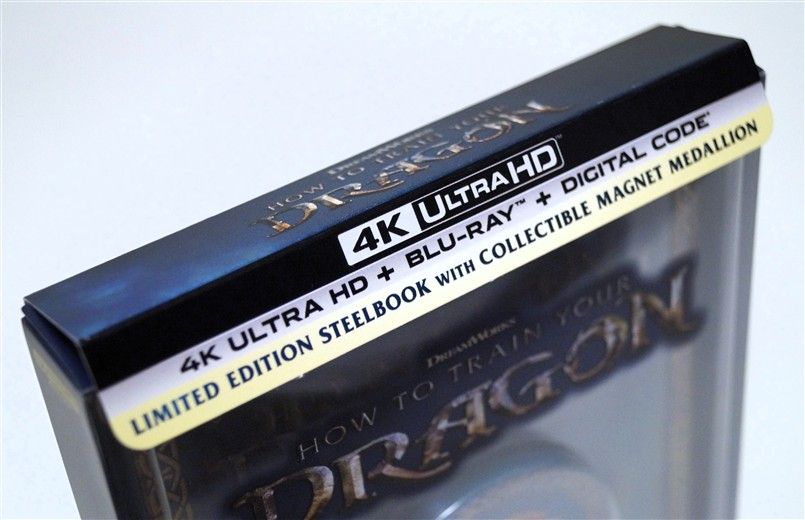 DREAMWORKS
HOW TO TRAIN YOUR
DRAGON
4K ULTRA HD™
4K ULTRA HD + BLU-RAY™ + DIGITAL CODE*
LIMITED EDITION STEELBOOK WITH COLLECTIBLE MAGNET MEDALLION
DREAMWORKS
HOW TO TRAIN YOUR
DRAGON